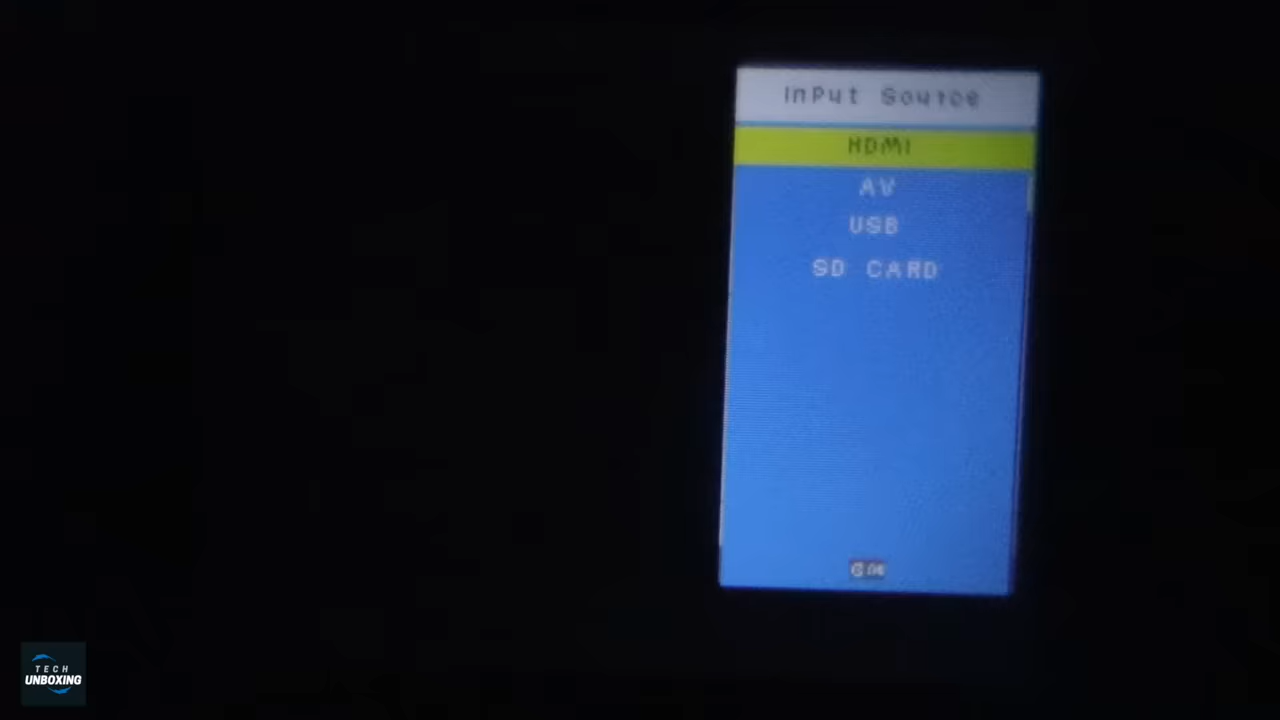 Input Source
HDMI
AV
USB
SD CARD
TECH
UNBOXING